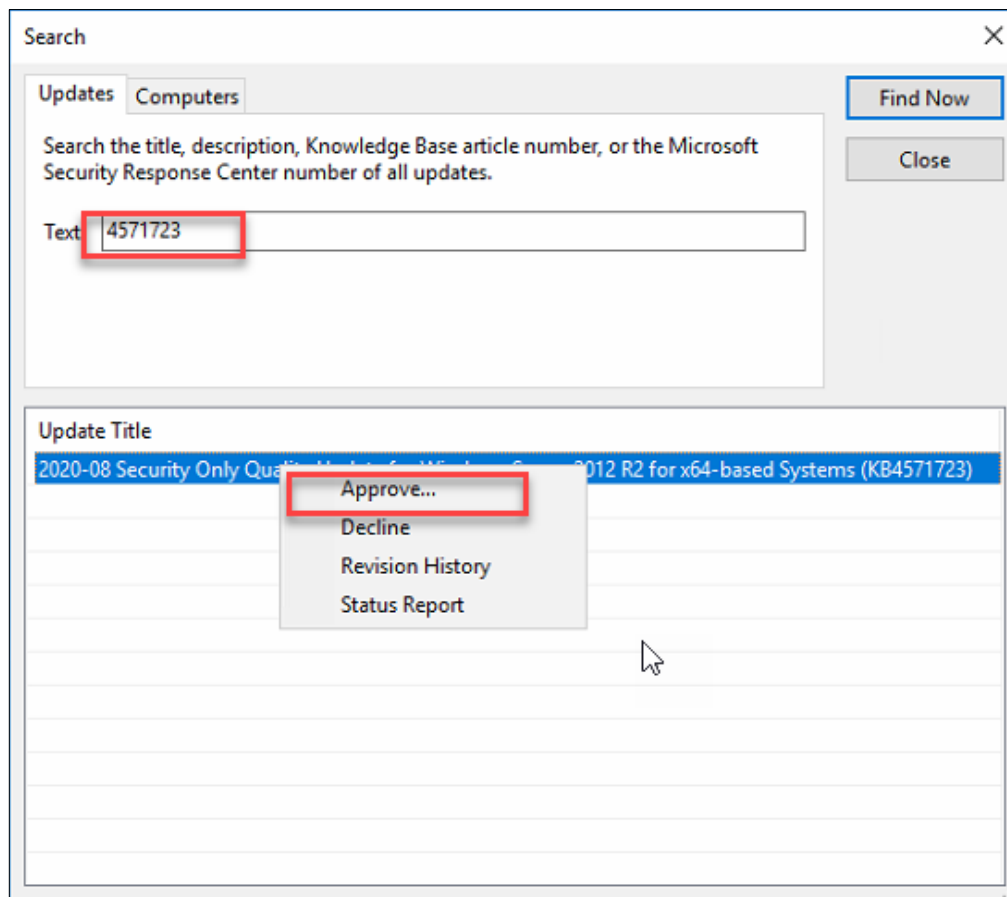 Search
Updates
Computers
Find Now
Search the title, description, Knowledge Base article number, or the Microsoft
Security Response Center number of all updates.
Close
Text
4571723
Update Title
2020-08 Security Only 2012 R2 for x64-based Systems (KB4571723)
Approve...
Decline
Revision History
Status Report